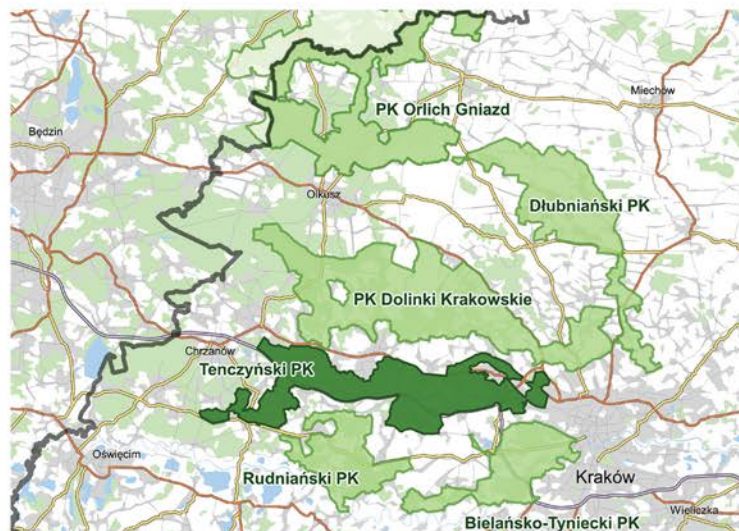 PK Orlich Gniazd
Miechów
Będzin
Olkusz
Dłubniański PK
PK Dolinki Krakowskie
Chrzanów
Tenczyński PK
Oświęcim
Rudniański PK
Kraków
Wieliczka
Bielańsko-Tyniecki PK